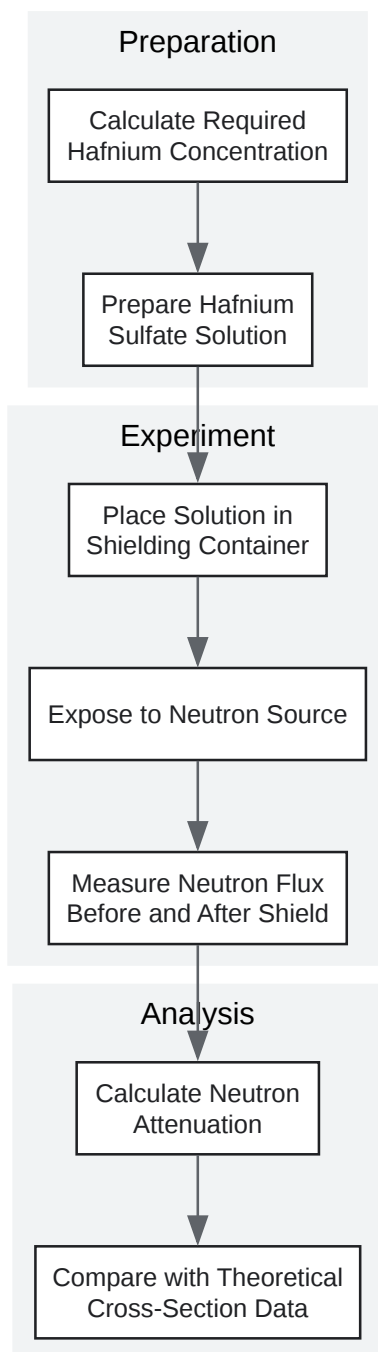 Preparation
Calculate Required
Hafnium Concentration
Prepare Hafnium
Sulfate Solution
Experiment
Place Solution in
Shielding Container
Expose to Neutron Source
Measure Neutron Flux
Before and After Shield
Analysis
Calculate Neutron
Attenuation
Compare with Theoretical
Cross-Section Data